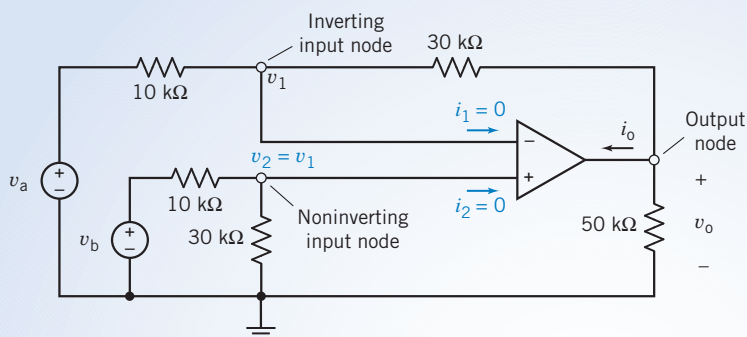 Inverting
input node
30 kΩ
10 kΩ
v1
i1 = 0
io
Output
node
va
+
−
v2 = v1
−
+
+
10 kΩ
i2 = 0
vb
+
−
30 kΩ
Noninverting
input node
50 kΩ
vo
−